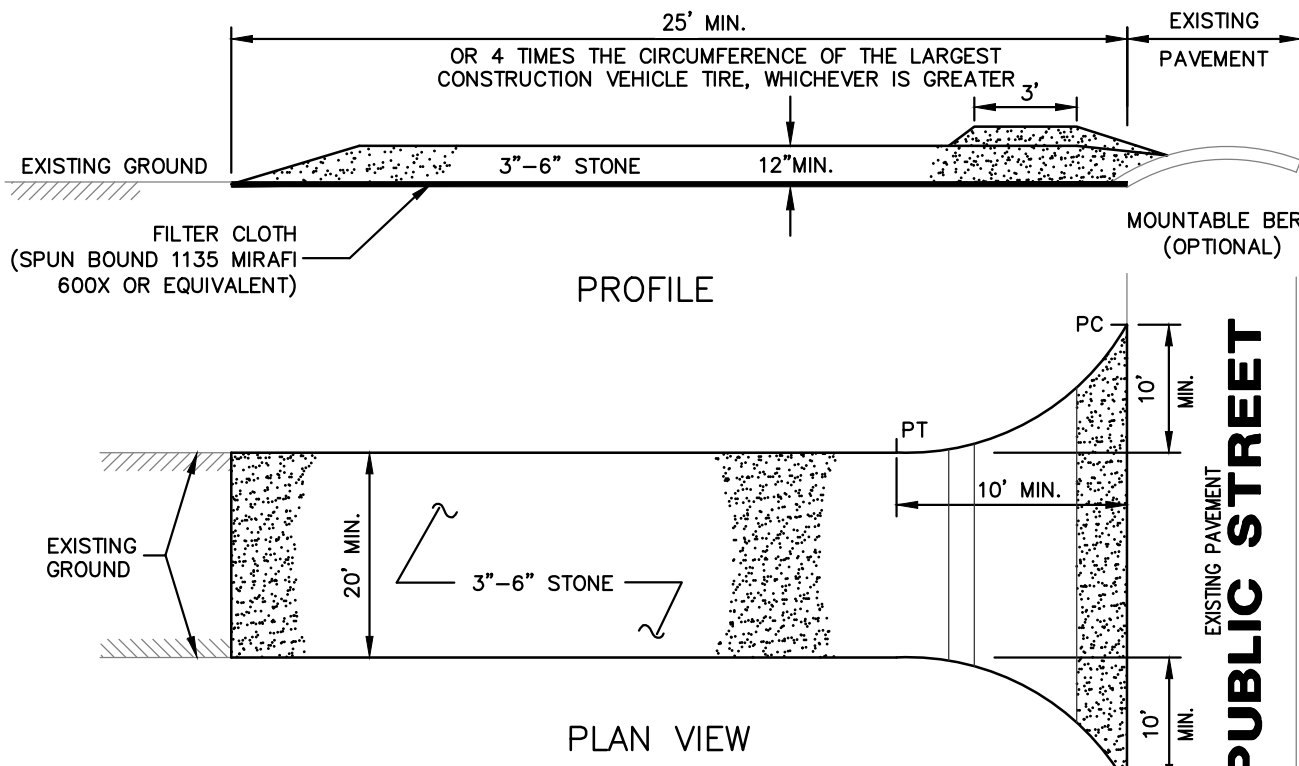 25' MIN.
OR 4 TIMES THE CIRCUMFERENCE OF THE LARGEST
CONSTRUCTION VEHICLE TIRE, WHICHEVER IS GREATER
EXISTING
PAVEMENT
3'
EXISTING GROUND
3"-6" STONE
12"MIN.
FILTER CLOTH
(SPUN BOUND 1135 MIRAFI
600X OR EQUIVALENT)
MOUNTABLE BER
(OPTIONAL)
PROFILE
PC
10'
MIN.
PT
10' MIN.
EXISTING
GROUND
20' MIN.
3"-6" STONE
EXISTING PAVEMENT
PUBLIC STREET
10'
MIN.
PLAN VIEW